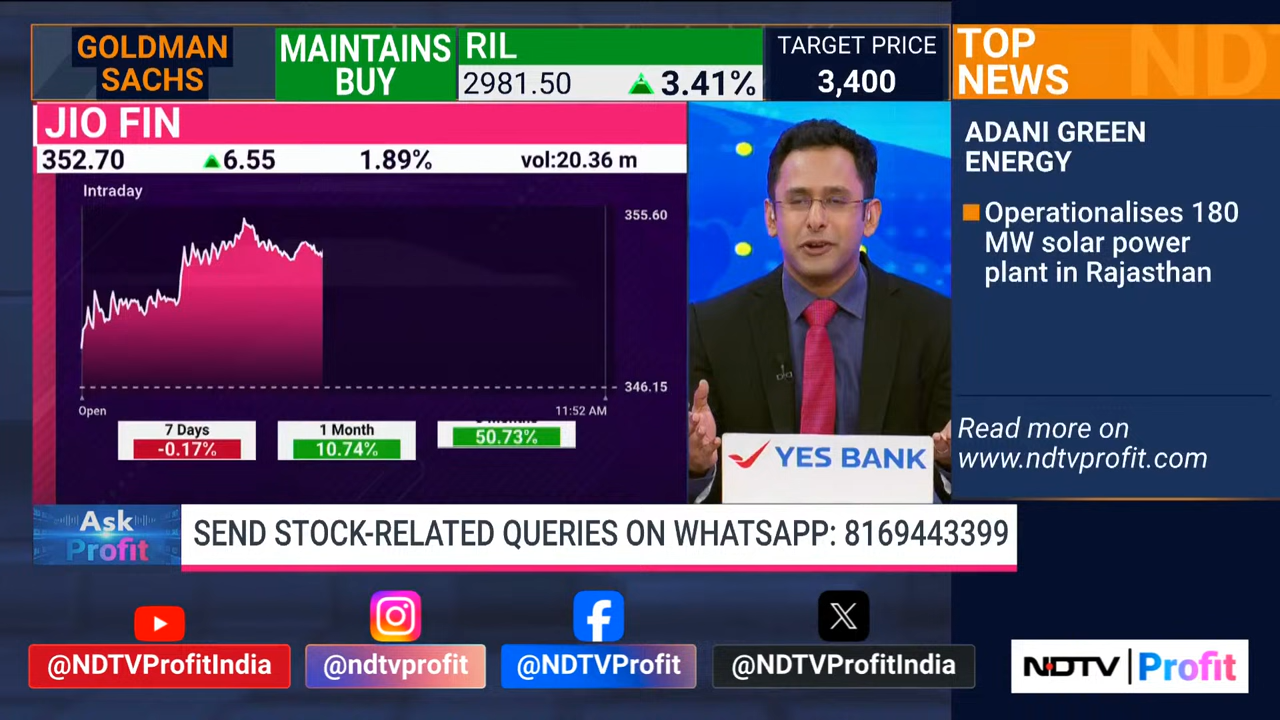 GOLDMAN
SACHS
MAINTAINS
BUY
RIL
2981.50 3.41%
TARGET PRICE
3,400
TOP
NEWS
ND
JIO FIN
352.70 6.55 1.89% vol:20.36 m
Intraday
355.60
346.15
Open 11:52 AM
7 Days
-0.17%
1 Month
10.74%
50.73%
YES BANK
ADANI GREEN
ENERGY
Operationalises 180
MW solar power
plant in Rajasthan
Read more on
www.ndtvprofit.com
Ask
Profit
SEND STOCK-RELATED QUERIES ON WHATSAPP: 8169443399
@NDTVProfitIndia
@ndtvprofit
@NDTVProfit
@NDTVProfitIndia
NDTV Profit